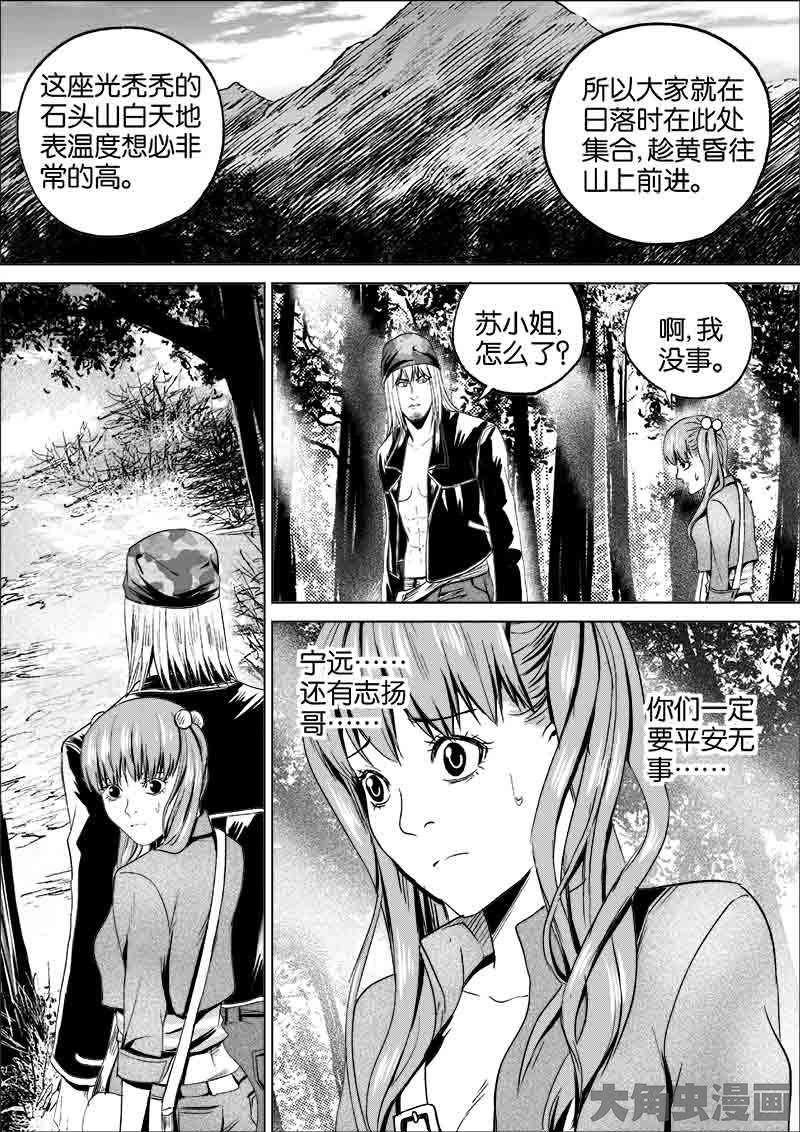 这座光秃秃的
石头山白天地
表温度想必非
常的高。
所以大家就在
日落时在此处
集合,趁黄昏往
山上前进。
苏小姐,
怎么了?
啊,我
没事。
宁远……
还有志扬
哥……
你们一定
要平安无
事……
大角虫漫画